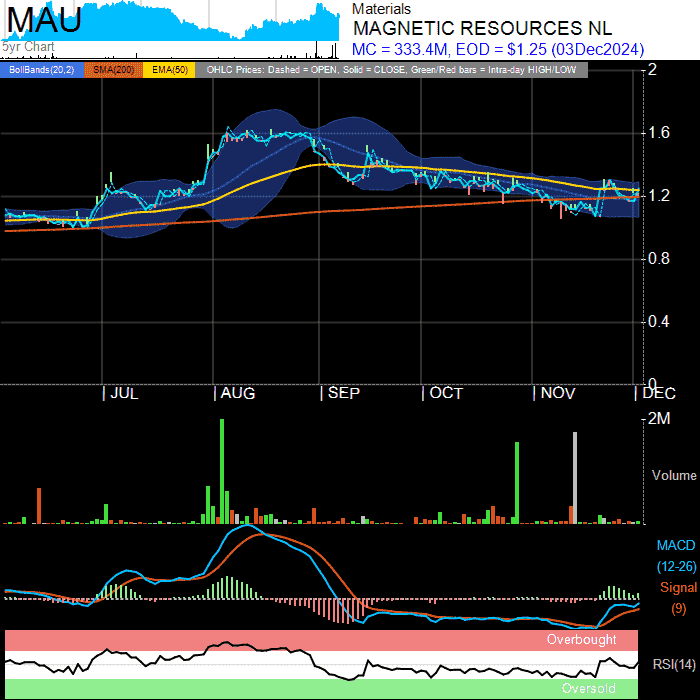 MAU
5yr Chart
Materials
MAGNETIC RESOURCES NL
MC = 333.4M, EOD = $1.25 (03Dec2024)
BollBands(20,2) SMA(200) EMA(50) OHLC Prices: Dashed = OPEN, Solid = CLOSE, Green/Red bars = Intra-day HIGH/LOW
2
1.6
1.2
0.8
0.4
0
JUL AUG SEP OCT NOV DEC
2M
Volume
MACD
(12-26)
Signal
(9)
Overbought
RSI(14)
Oversold